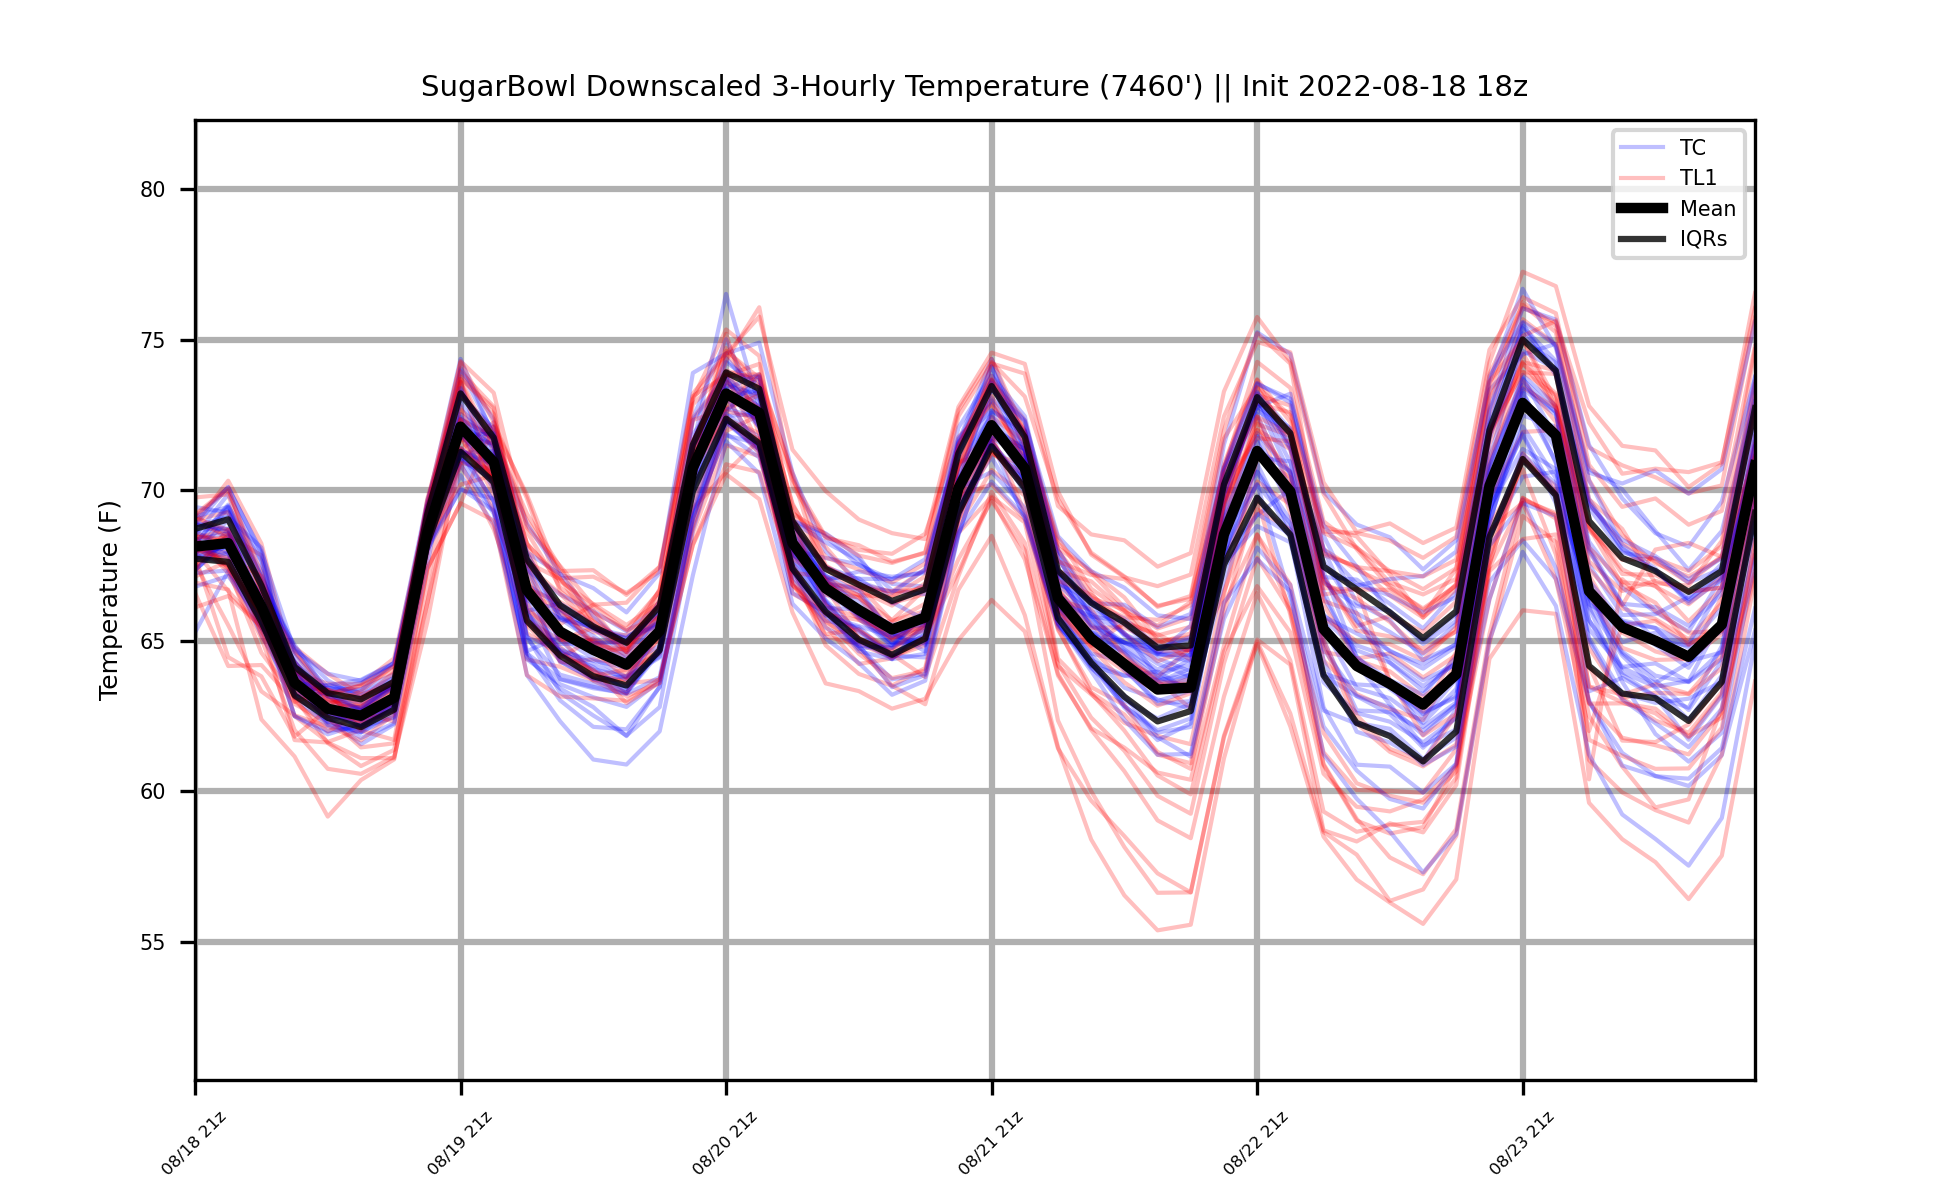 SugarBowl Downscaled 3-Hourly Temperature (7460') || Init 2022-08-18 18z
TC
TL1
Mean
IQRs
Temperature (F)
80
75
70
65
60
55
08/18 21z
08/19 21z
08/20 21z
08/21 21z
08/22 21z
08/23 21z